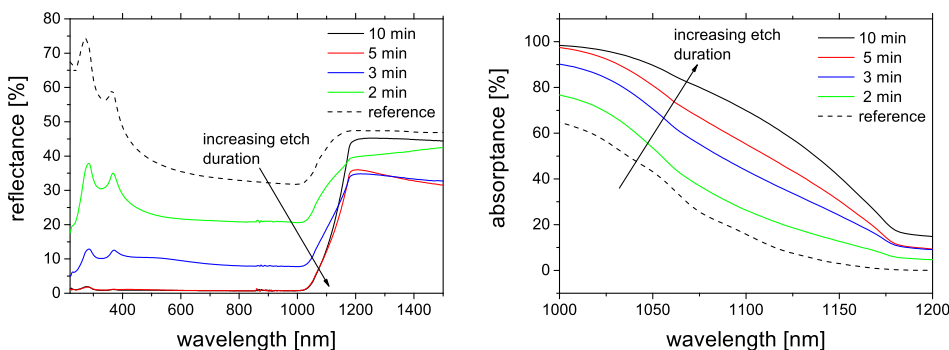 80
70
60
50
40
30
20
10
0
reflectance [%]
400 600 800 1000 1200 1400
wavelength [nm]
10 min
5 min
3 min
2 min
reference
increasing etch
duration
100
80
60
40
20
0
absorptance [%]
1000 1050 1100 1150 1200
wavelength [nm]
increasing etch
duration
10 min
5 min
3 min
2 min
reference